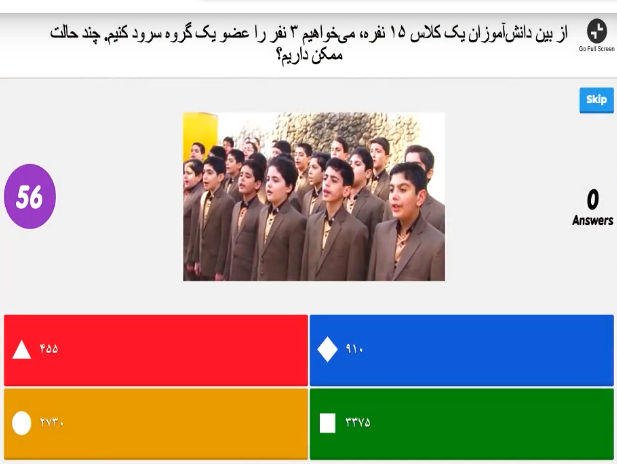 از بین دانش‌آموزان یک کلاس ۱۵ نفره، می‌خواهیم ۳ نفر را عضو یک گروه سرود کنیم. چند حالت
ممکن داریم؟
Go Full Screen
Skip
56
0
Answers
۴۵۵
۹۱۰
۲۷۳۰
۳۳۷۵